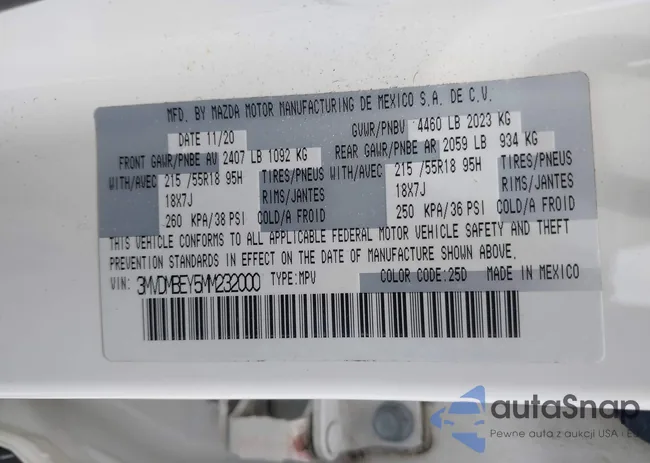 MFD. BY MAZDA MOTOR MANUFACTURING DE MEXICO S.A. DE C.V.
DATE 11/20 GVWR/PNBV 4460 LB 2023 KG
FRONT GAWR/PNBE AV 2407 LB 1092 KG REAR GAWR/PNBE AR 2059 LB 934 KG
WITH/AVEC 215 /55R18 95H TIRES/PNEUS WITH/AVEC 215 /55R18 95H TIRES/PNEUS
18X7J RIMS/JANTES 18X7J RIMS/JANTES
260 KPA/38 PSI COLD/A FROID 250 KPA/36 PSI COLD/A FROID
THIS VEHICLE CONFORMS TO ALL APPLICABLE FEDERAL MOTOR VEHICLE SAFETY AND THEFT
PREVENTION STANDARDS IN EFFECT ON THE DATE OF MANUFACTURE SHOWN ABOVE.
VIN: 3MVDMBEY5MM232000 TYPE:MPV COLOR CODE:25D MADE IN MEXICO
autaSnap
Pewne auta z aukcji USA i E